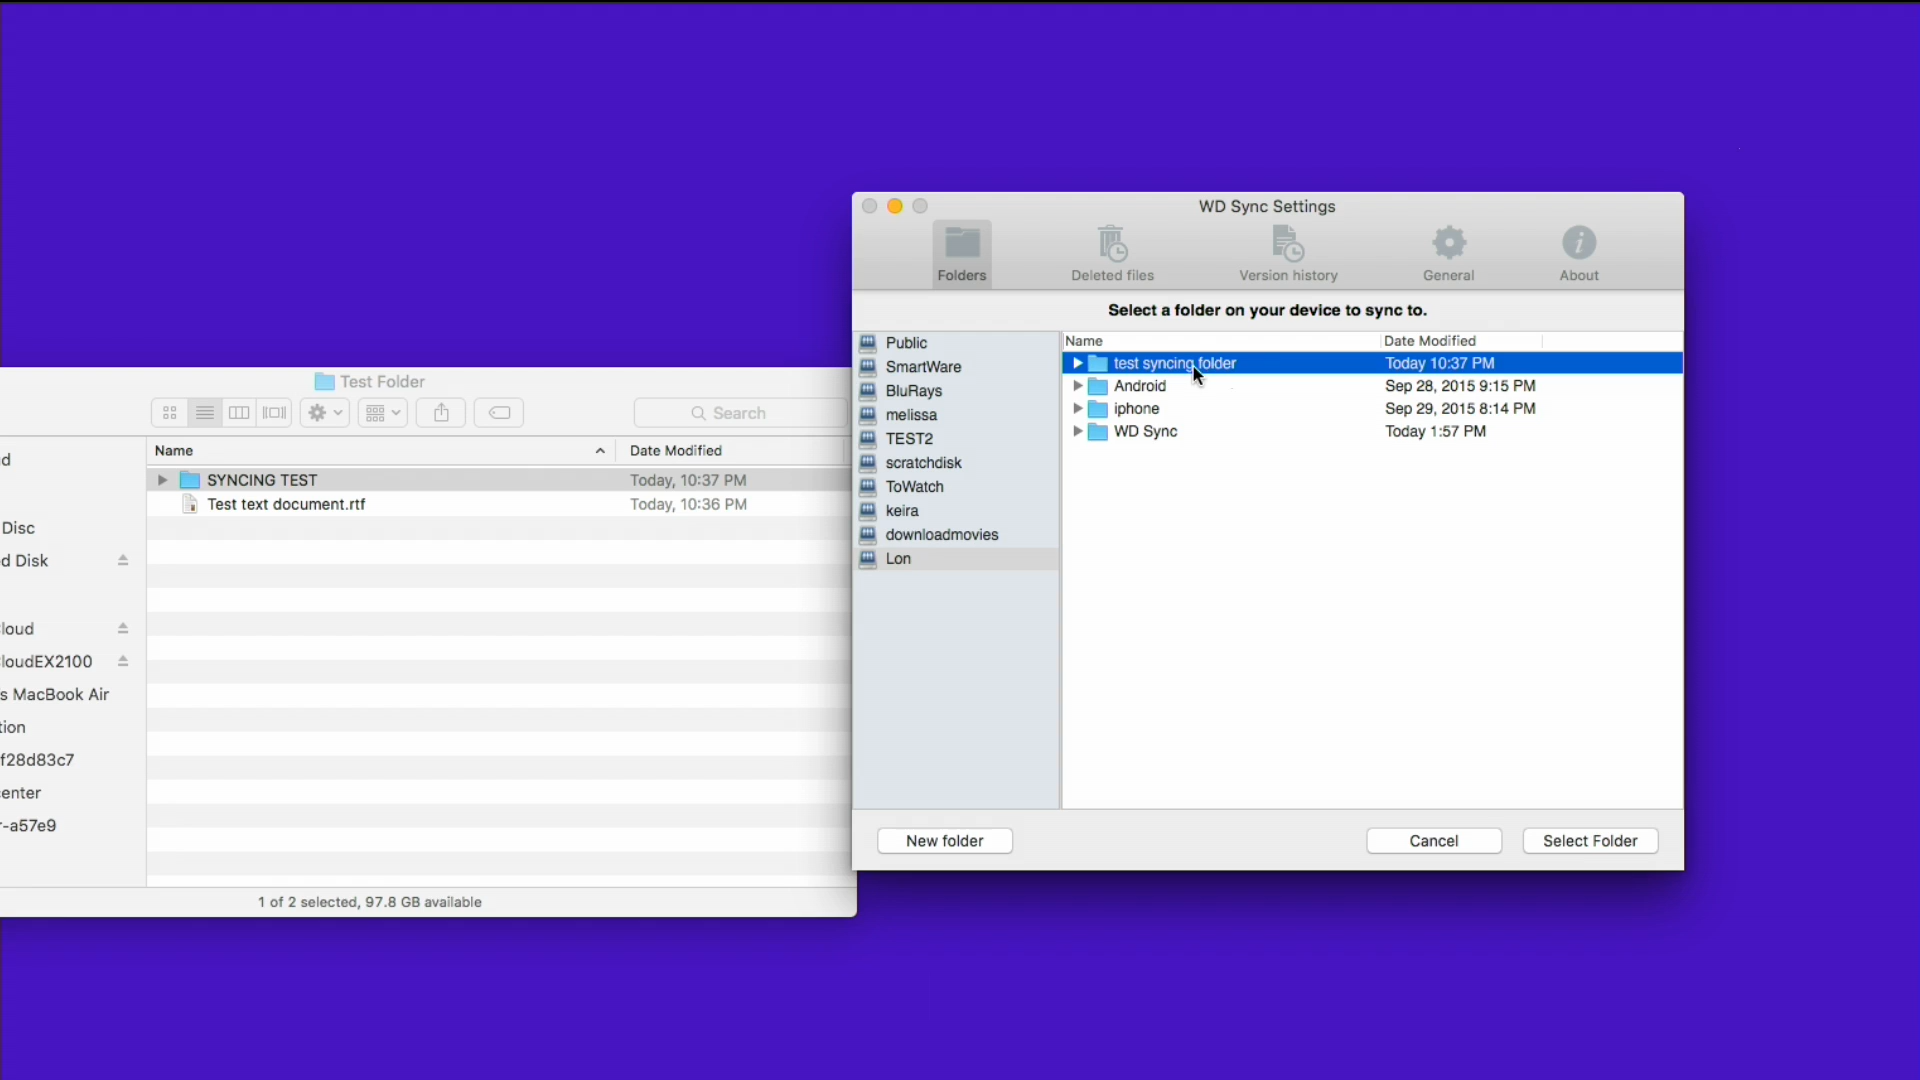 Test Folder
Search
Name
Date Modified
SYNCING TEST
Today, 10:37 PM
Test text document.rtf
Today, 10:36 PM
d
Disc
d Disk
loud
loudEX2100
s MacBook Air
tion
f28d83c7
enter
r-a57e9
1 of 2 selected, 97.8 GB available
WD Sync Settings
Folders
Deleted files
Version history
General
About
Select a folder on your device to sync to.
Public
SmartWare
BluRays
melissa
TEST2
scratchdisk
ToWatch
keira
downloadmovies
Lon
Name
Date Modified
test syncing folder
Today 10:37 PM
Android
Sep 28, 2015 9:15 PM
iphone
Sep 29, 2015 8:14 PM
WD Sync
Today 1:57 PM
New folder
Cancel
Select Folder